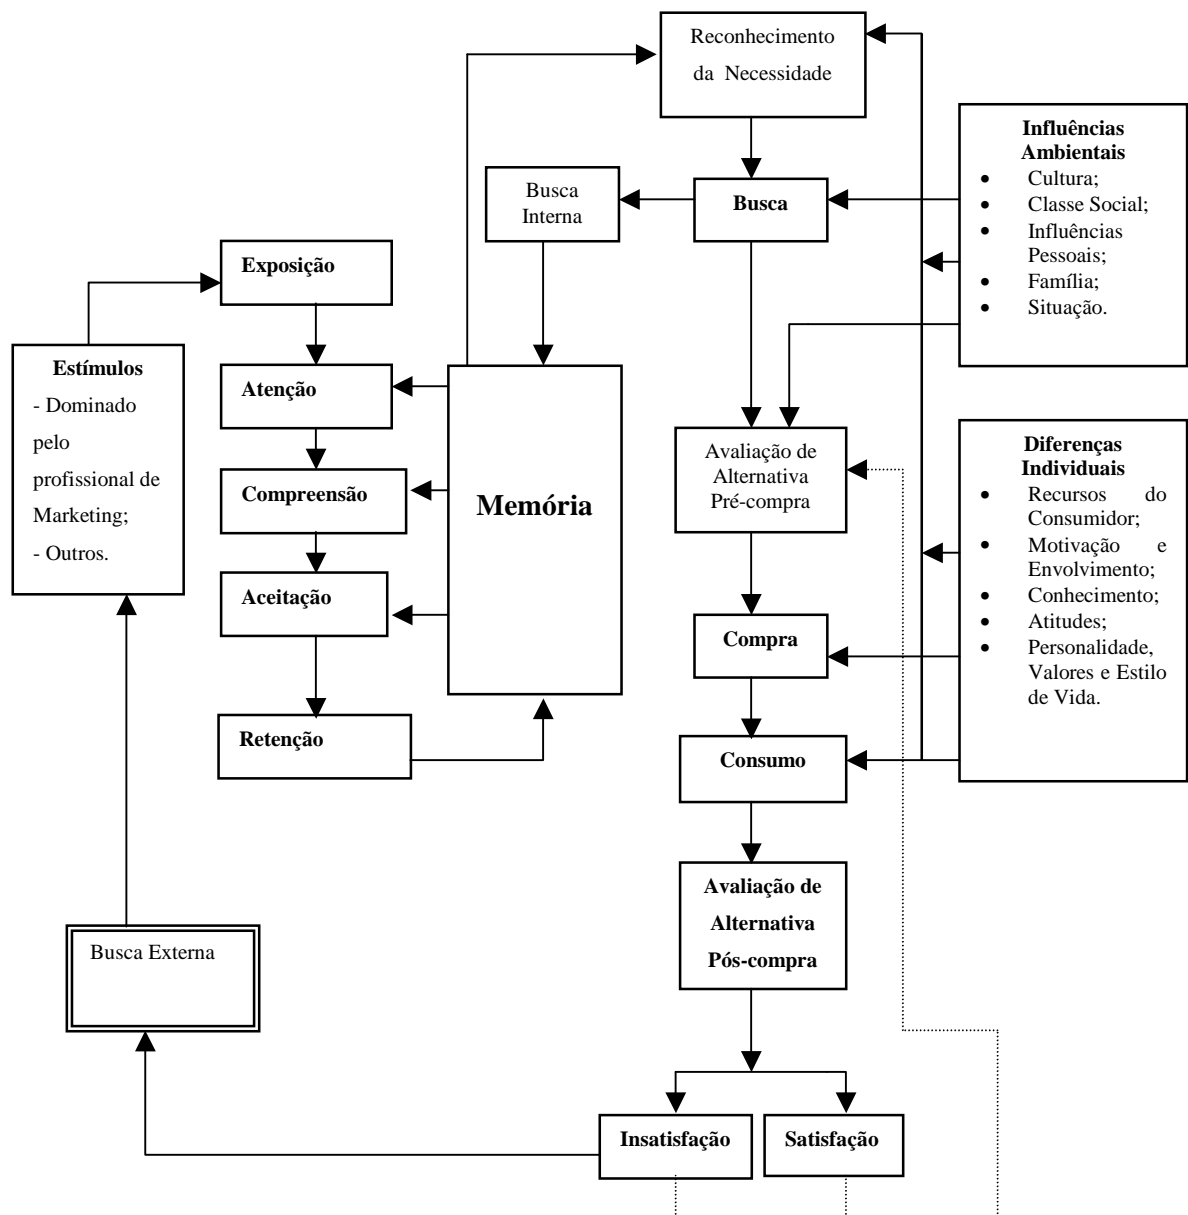 Reconhecimento
da Necessidade
Influências
Ambientais
• Cultura;
• Classe Social;
• Influências
Pessoais;
• Família;
• Situação.
Busca
Interna
Busca
Exposição
Estímulos
- Dominado
pelo
profissional de
Marketing;
- Outros.
Atenção
Compreensão
Aceitação
Retenção
Memória
Avaliação de
Alternativa
Pré-compra
Diferenças
Individuais
• Recursos do
Consumidor;
• Motivação e
Envolvimento;
• Conhecimento;
• Atitudes;
• Personalidade,
Valores e Estilo
de Vida.
Compra
Consumo
Avaliação de
Alternativa
Pós-compra
Busca Externa
Insatisfação
Satisfação